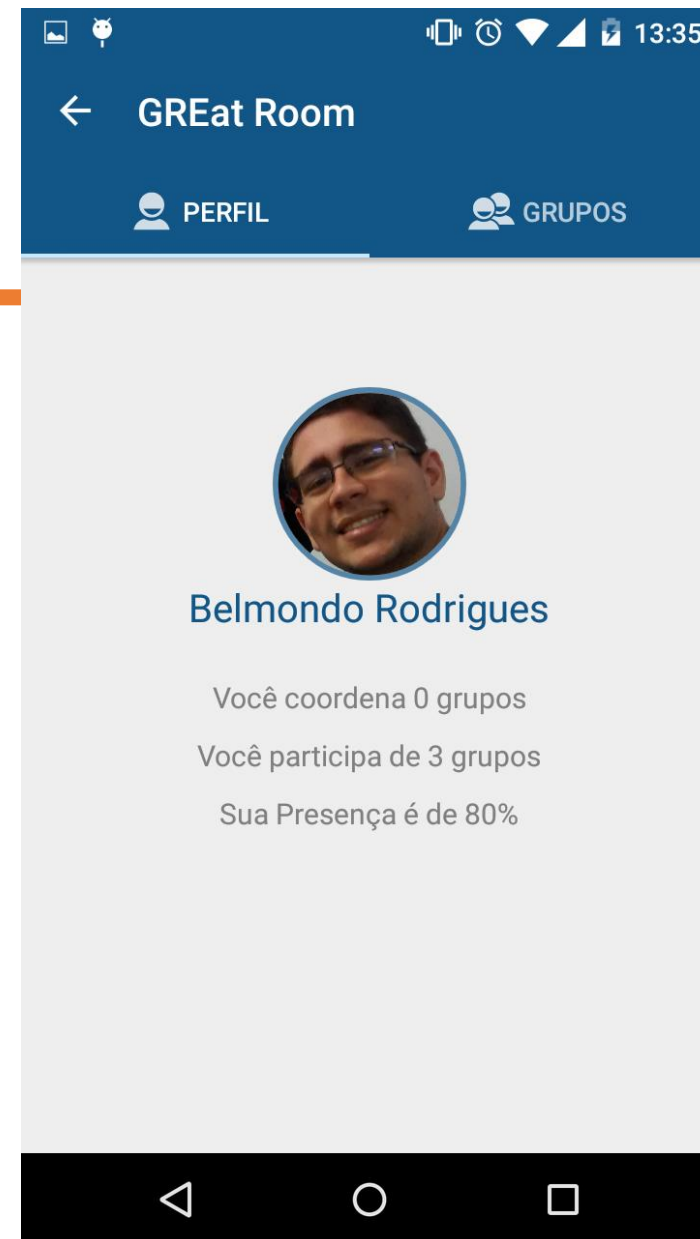 13:35
GREat Room
PERFIL
GRUPOS
Belmondo Rodrigues
Você coordena 0 grupos
Você participa de 3 grupos
Sua Presença é de 80%